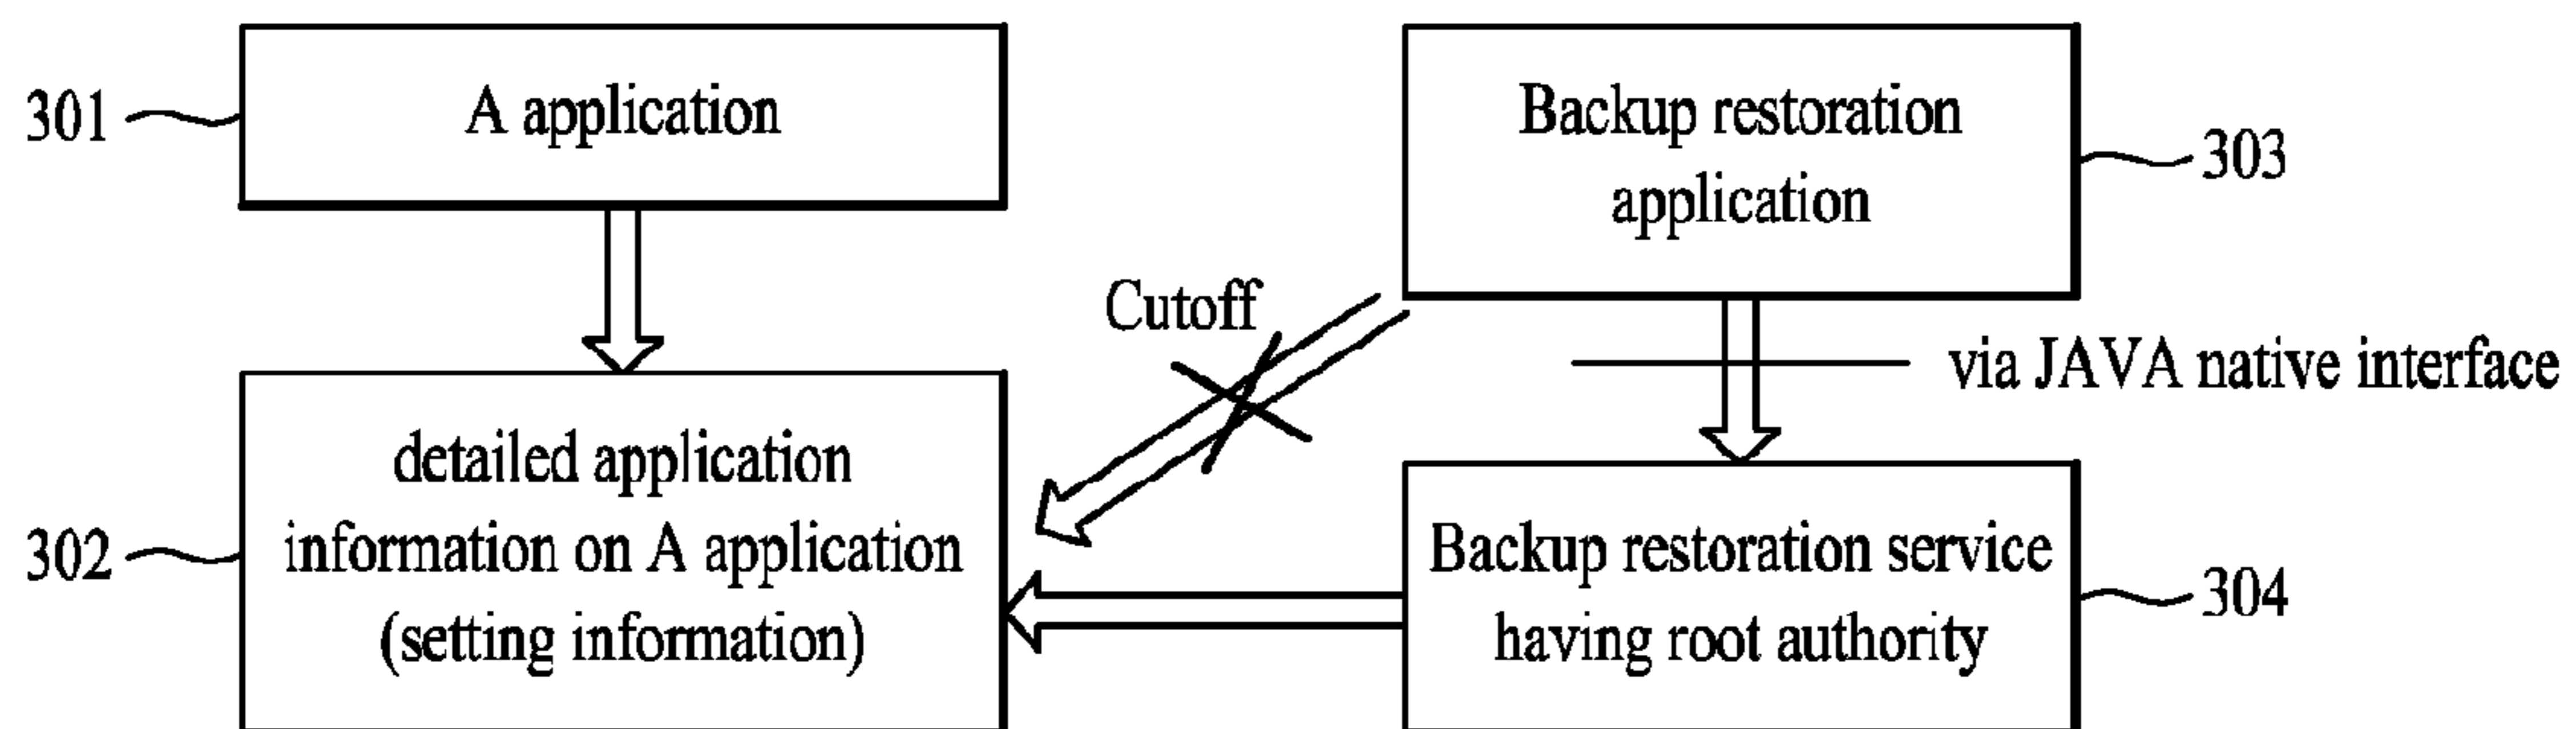 301
A application
Backup restoration
application
303
Cutoff
via JAVA native interface
302
detailed application
information on A application
(setting information)
Backup restoration service
having root authority
304